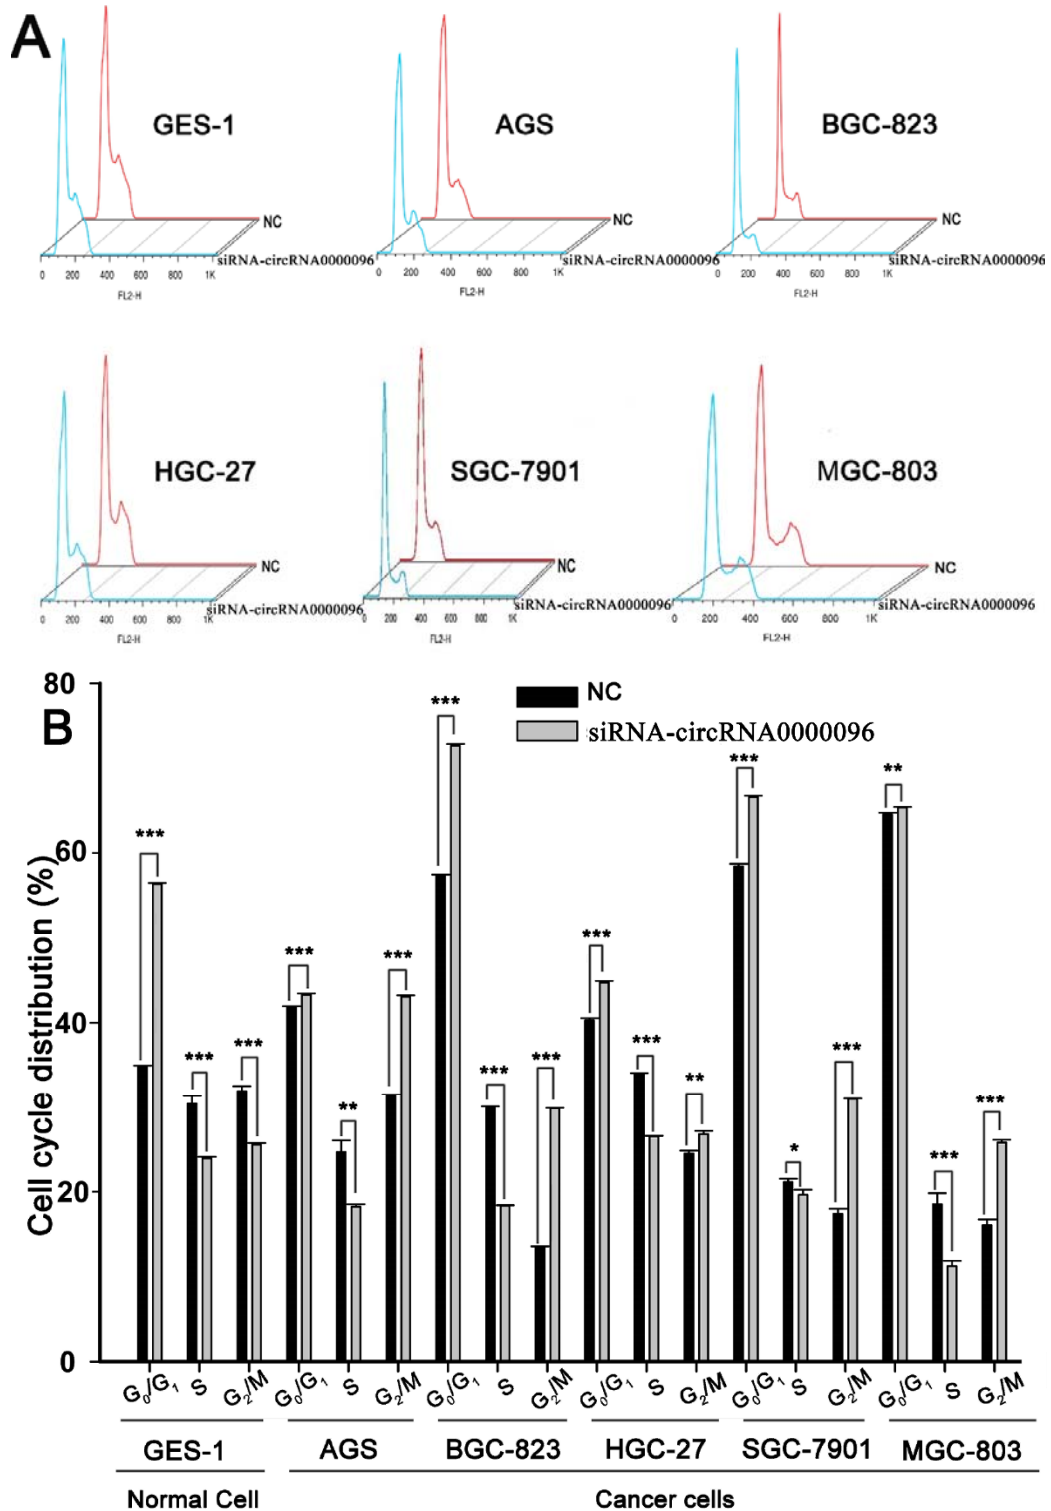 A
GES-1
AGS
BGC-823
NC
NC
NC
siRNA-circRNA0000096
siRNA-circRNA0000096
siRNA-circRNA0000096
0 200 400 600 800 1K
0 200 400 600 800 1K
0 200 400 600 800 1K
FL2-H
FL2-H
FL2-H
HGC-27
SGC-7901
MGC-803
NC
NC
NC
siRNA-circRNA0000096
siRNA-circRNA0000096
siRNA-circRNA0000096
0 200 400 600 800 1K
0 200 400 600 800 1K
0 200 400 600 800 1K
FL2-H
FL2-H
FL2-H
B
Cell cycle distribution (%)
80
60
40
20
0
NC
siRNA-circRNA0000096
*** *** *** *** ** *** *** *** *** *** *** ** *** * *** ** *** ***
G0/G1 S G2/M G0/G1 S G2/M G0/G1 S G2/M G0/G1 S G2/M G0/G1 S G2/M G0/G1 S G2/M
GES-1 AGS BGC-823 HGC-27 SGC-7901 MGC-803
Normal Cell Cancer cells